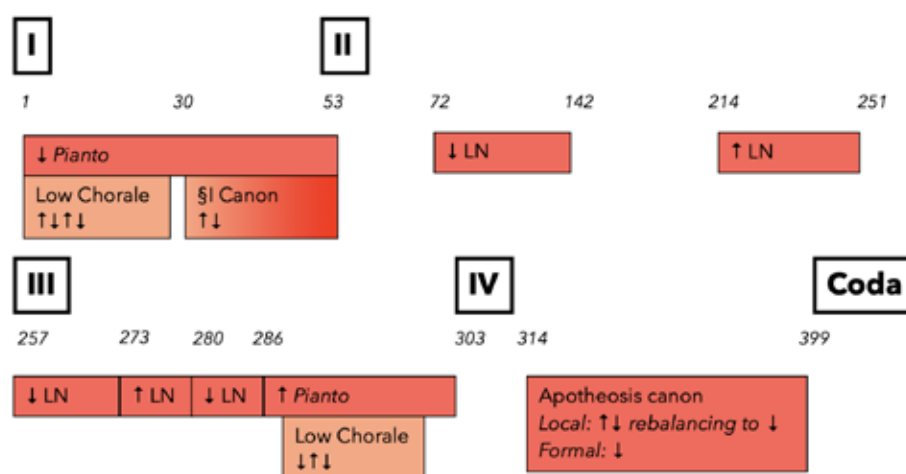 I II
1 30 53 72 142 214 251
↓ Pianto
↓ LN ↑ LN
Low Chorale §I Canon
↑↓↑↓ ↑↓
III IV Coda
257 273 280 286 303 314 399
↓ LN ↑ LN ↓ LN ↑ Pianto
Apotheosis canon
Local: ↑↓ rebalancing to ↓
Formal: ↓
Low Chorale
↓↑↓